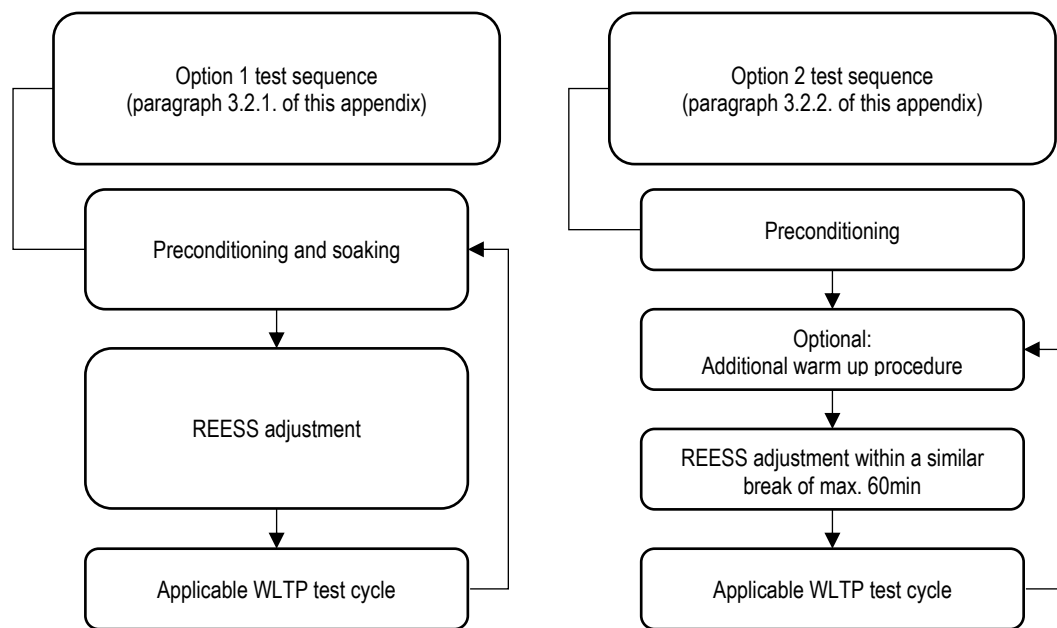 Option 1 test sequence
(paragraph 3.2.1. of this appendix)
Preconditioning and soaking
REESS adjustment
Applicable WLTP test cycle
Option 2 test sequence
(paragraph 3.2.2. of this appendix)
Preconditioning
Optional:
Additional warm up procedure
REESS adjustment within a similar
break of max. 60min
Applicable WLTP test cycle